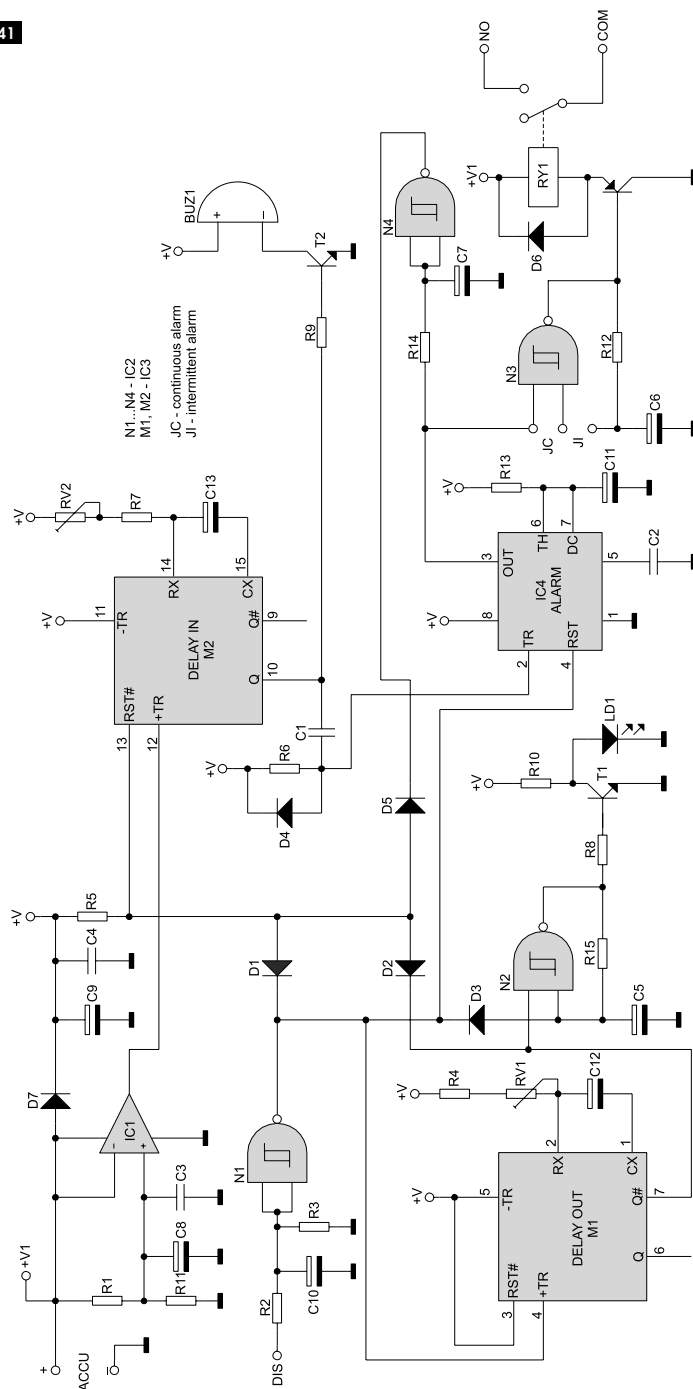 41
+
ACCU
–
+V1
R1
R11
C8
C3
–
+
IC1
D7
C9
C4
+V
R5
DIS
R2
C10
R3
N1
D1
D2
D3
D5
N2
C5
R15
R8
T1
R10
+V
LD1
3
RST#
4
+TR
+V
5
-TR
DELAY OUT
M1
Q
6
Q#
7
RX
2
CX
1
+V
R4
RV1
C12
13
RST#
12
+TR
+V
11
-TR
DELAY IN
M2
Q
10
Q#
9
RX
14
CX
15
+V
RV2
R7
C13
+V
D4
R6
C1
N1...N4 - IC2
M1, M2 - IC3
JC - continuous alarm
JI - intermittent alarm
R9
T2
+V
BUZ1
+
–
2
TR
4
RST
+V
8
IC4
ALARM
1
3
OUT
6
TH
7
DC
5
C2
+V
R13
C11
R14
C7
N4
JC
JI
N3
R12
C6
+V1
D6
RY1
NO
COM